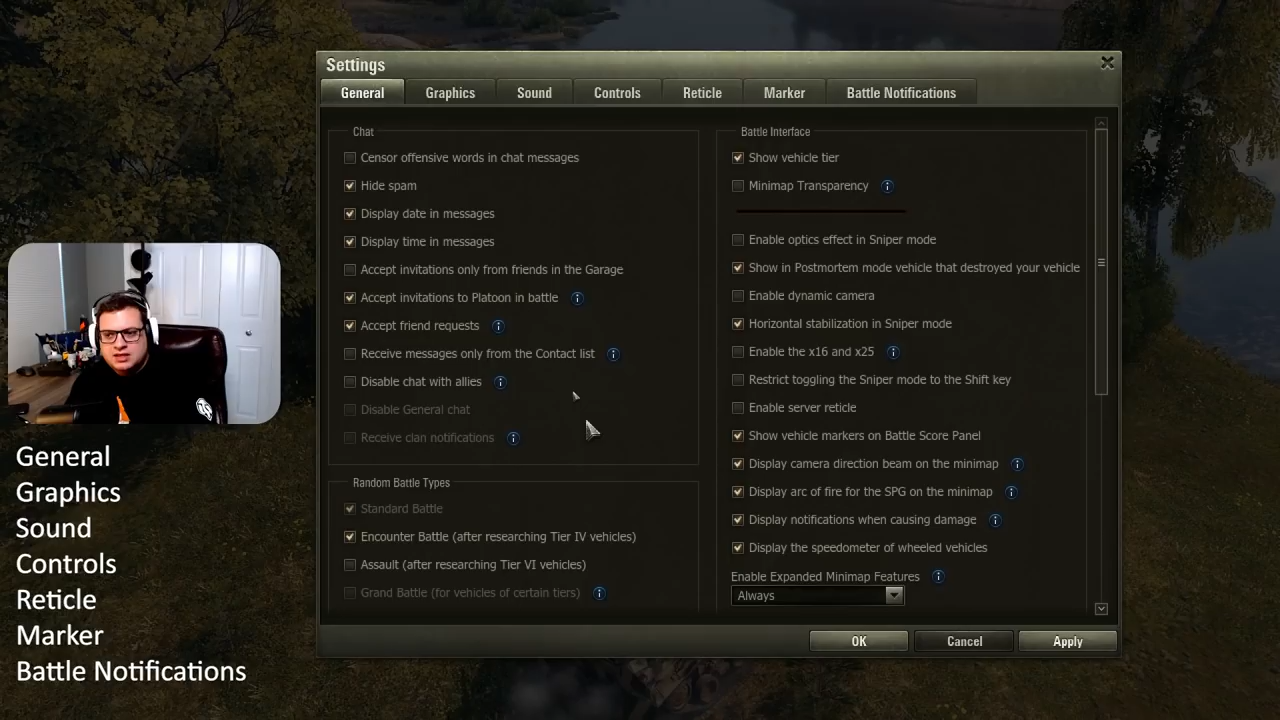 Settings
General Graphics Sound Controls Reticle Marker Battle Notifications
Chat
Censor offensive words in chat messages
Hide spam
Display date in messages
Display time in messages
Accept invitations only from friends in the Garage
Accept invitations to Platoon in battle
Accept friend requests
Receive messages only from the Contact list
Disable chat with allies
Disable General chat
Receive clan notifications
Random Battle Types
Standard Battle
Encounter Battle (after researching Tier IV vehicles)
Assault (after researching Tier VI vehicles)
Grand Battle (for vehicles of certain tiers)
Battle Interface
Show vehicle tier
Minimap Transparency
Enable optics effect in Sniper mode
Show in Postmortem mode vehicle that destroyed your vehicle
Enable dynamic camera
Horizontal stabilization in Sniper mode
Enable the x16 and x25
Restrict toggling the Sniper mode to the Shift key
Enable server reticle
Show vehicle markers on Battle Score Panel
Display camera direction beam on the minimap
Display arc of fire for the SPG on the minimap
Display notifications when causing damage
Display the speedometer of wheeled vehicles
Enable Expanded Minimap Features
Always
OK Cancel Apply
General
Graphics
Sound
Controls
Reticle
Marker
Battle Notifications